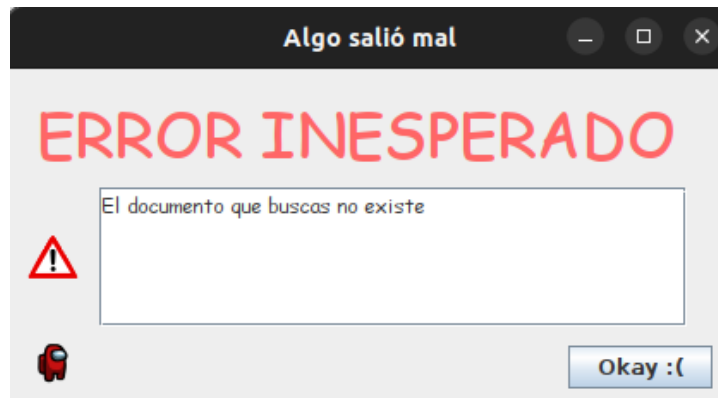 Algo salió mal
ERROR INESPERADO
El documento que buscas no existe
Okay :(